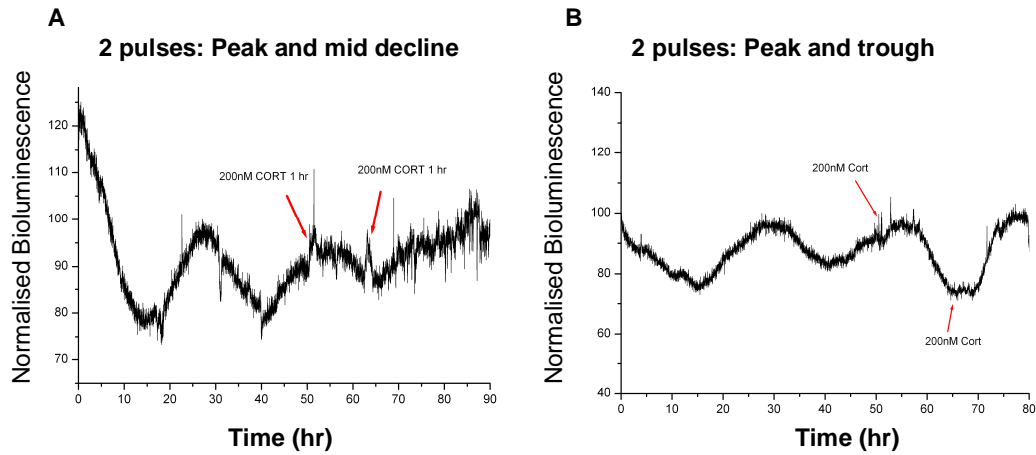 A
2 pulses: Peak and mid decline
Normalised Bioluminescence
120
110
100
90
80
70
200nM CORT 1 hr
200nM CORT 1 hr
0 10 20 30 40 50 60 70 80 90
Time (hr)
B
2 pulses: Peak and trough
Normalised Bioluminescence
140
120
100
80
60
40
200nM Cort
200nM Cort
0 10 20 30 40 50 60 70 80
Time (hr)